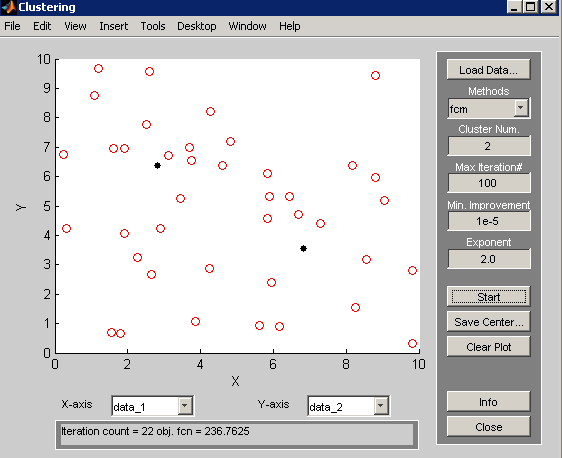 Clustering
File Edit View Insert Tools Desktop Window Help
Load Data...
Methods
fcm
Cluster Num.
2
Max Iteration#
100
Min. Improvement
1e-5
Exponent
2.0
Start
Save Center...
Clear Plot
Info
Close
10
9
8
7
6
5
4
3
2
1
0
Y
0 2 4 6 8 10
X
X-axis data_1 Y-axis data_2
Iteration count = 22 obj. fcn = 236.7625